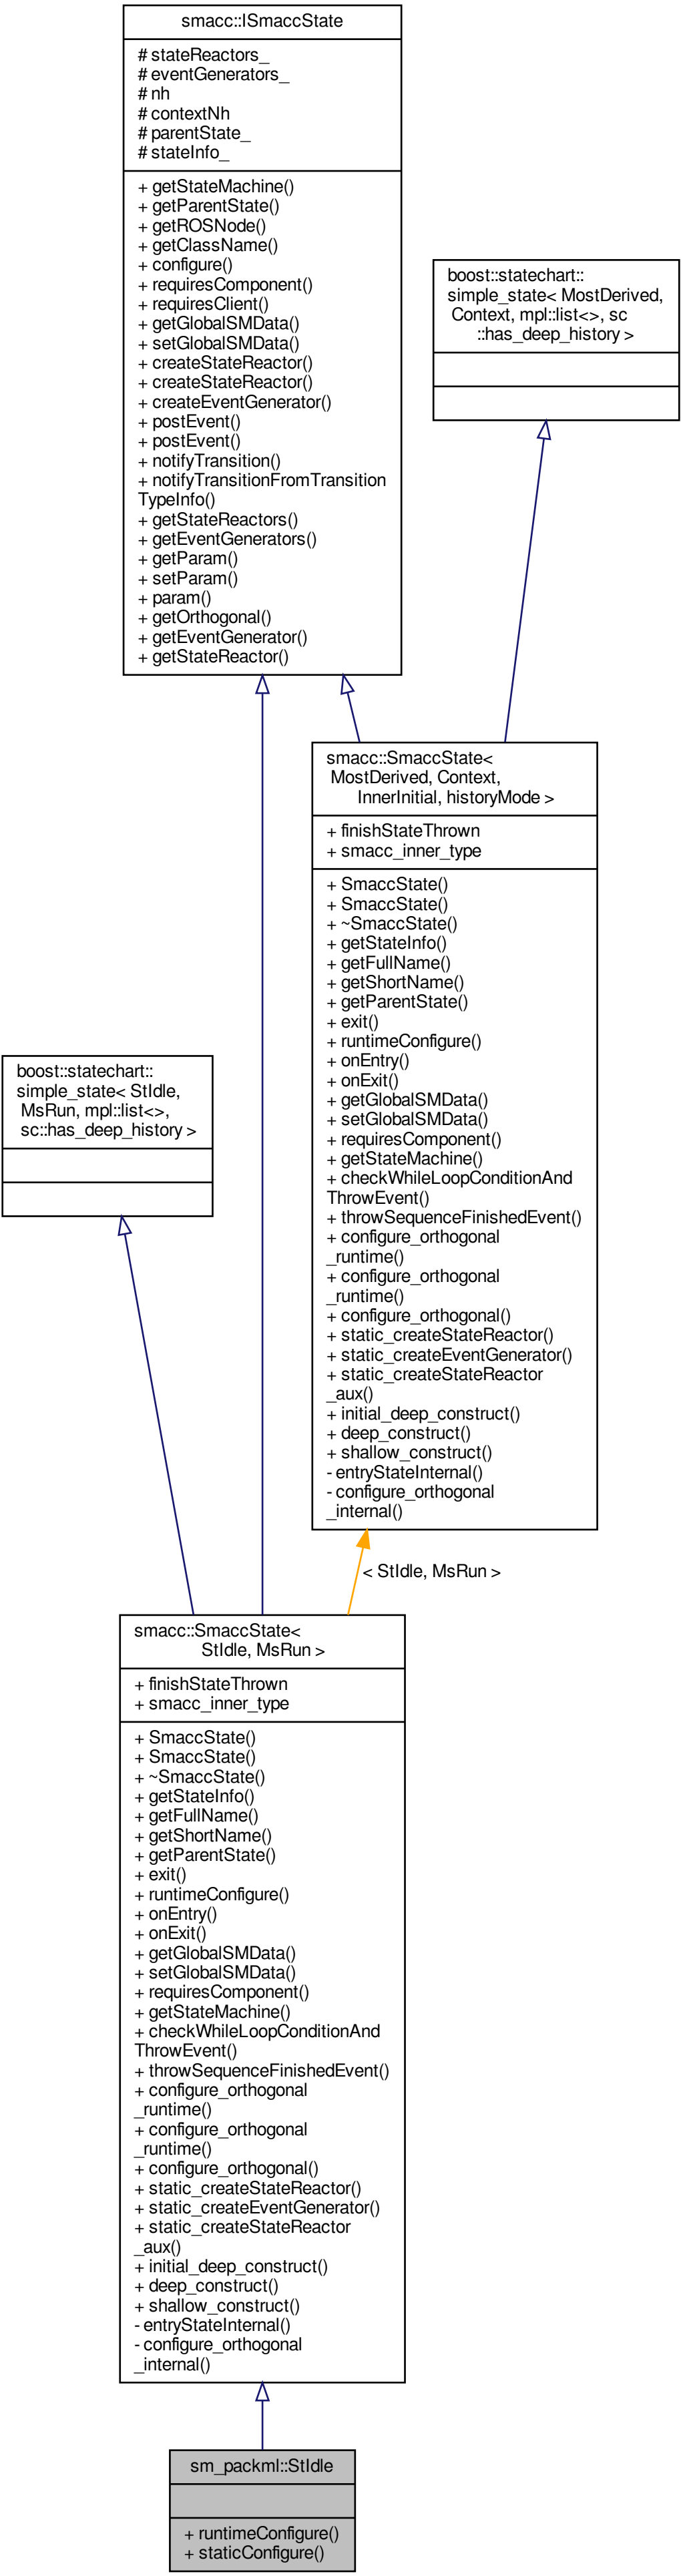 smacc::ISmaccState
# stateReactors_
# eventGenerators_
# nh
# contextNh
# parentState_
# stateInfo_
+ getStateMachine()
+ getParentState()
+ getROSNode()
+ getClassName()
+ configure()
+ requiresComponent()
+ requiresClient()
+ getGlobalSMData()
+ setGlobalSMData()
+ createStateReactor()
+ createStateReactor()
+ createEventGenerator()
+ postEvent()
+ postEvent()
+ notifyTransition()
+ notifyTransitionFromTransition
TypeInfo()
+ getStateReactors()
+ getEventGenerators()
+ getParam()
+ setParam()
+ param()
+ getOrthogonal()
+ getEventGenerator()
+ getStateReactor()
boost::statechart::
simple_state< MostDerived,
Context, mpl::list<>, sc
::has_deep_history >
smacc::SmaccState<
MostDerived, Context,
InnerInitial, historyMode >
+ finishStateThrown
+ smacc_inner_type
+ SmaccState()
+ SmaccState()
+ ~SmaccState()
+ getStateInfo()
+ getFullName()
+ getShortName()
+ getParentState()
+ exit()
+ runtimeConfigure()
+ onEntry()
+ onExit()
+ getGlobalSMData()
+ setGlobalSMData()
+ requiresComponent()
+ getStateMachine()
+ checkWhileLoopConditionAnd
ThrowEvent()
+ throwSequenceFinishedEvent()
+ configure_orthogonal
_runtime()
+ configure_orthogonal
_runtime()
+ configure_orthogonal()
+ static_createStateReactor()
+ static_createEventGenerator()
+ static_createStateReactor
_aux()
+ initial_deep_construct()
+ deep_construct()
+ shallow_construct()
- entryStateInternal()
- configure_orthogonal
_internal()
boost::statechart::
simple_state< StIdle,
MsRun, mpl::list<>,
sc::has_deep_history >
< StIdle, MsRun >
smacc::SmaccState<
StIdle, MsRun >
+ finishStateThrown
+ smacc_inner_type
+ SmaccState()
+ SmaccState()
+ ~SmaccState()
+ getStateInfo()
+ getFullName()
+ getShortName()
+ getParentState()
+ exit()
+ runtimeConfigure()
+ onEntry()
+ onExit()
+ getGlobalSMData()
+ setGlobalSMData()
+ requiresComponent()
+ getStateMachine()
+ checkWhileLoopConditionAnd
ThrowEvent()
+ throwSequenceFinishedEvent()
+ configure_orthogonal
_runtime()
+ configure_orthogonal
_runtime()
+ configure_orthogonal()
+ static_createStateReactor()
+ static_createEventGenerator()
+ static_createStateReactor
_aux()
+ initial_deep_construct()
+ deep_construct()
+ shallow_construct()
- entryStateInternal()
- configure_orthogonal
_internal()
sm_packml::StIdle
+ runtimeConfigure()
+ staticConfigure()